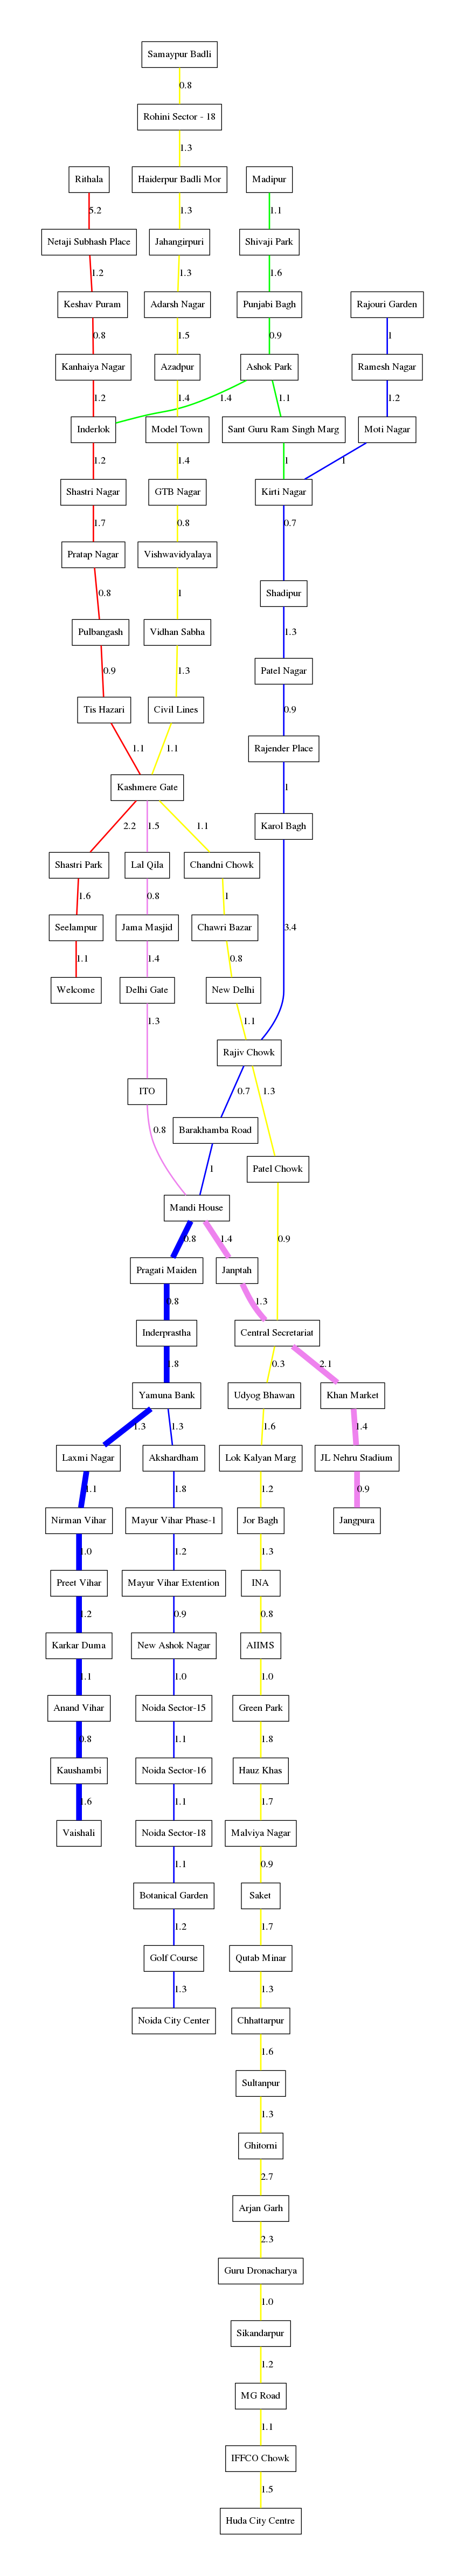 Samaypur Badli
0.8
Rohini Sector - 18
1.3
Rithala
Haiderpur Badli Mor
Madipur
5.2
1.3
1.1
Netaji Subhash Place
Jahangirpuri
Shivaji Park
1.2
1.3
1.6
Keshav Puram
Adarsh Nagar
Punjabi Bagh
Rajouri Garden
0.8
1.5
0.9
1
Kanhaiya Nagar
Azadpur
Ashok Park
Ramesh Nagar
1.2
1.4
1.4
1.1
1.2
Inderlok
Model Town
Sant Guru Ram Singh Marg
Moti Nagar
1.2
1.4
1
1
Shastri Nagar
GTB Nagar
Kirti Nagar
1.7
0.8
0.7
Pratap Nagar
Vishwavidyalaya
Shadipur
0.8
1
1.3
Pulbangash
Vidhan Sabha
Patel Nagar
0.9
1.3
0.9
Tis Hazari
Civil Lines
Rajender Place
1.1
1.1
1
Kashmere Gate
Karol Bagh
2.2
1.5
1.1
Shastri Park
Lal Qila
Chandni Chowk
1.6
0.8
1
3.4
Seelampur
Jama Masjid
Chawri Bazar
1.1
1.4
0.8
Welcome
Delhi Gate
New Delhi
1.3
1.1
Rajiv Chowk
ITO
0.7
1.3
0.8
Barakhamba Road
1
Patel Chowk
Mandi House
0.8
1.4
0.9
Pragati Maiden
Janptah
0.8
1.3
Inderprastha
Central Secretariat
1.8
0.3
2.1
Yamuna Bank
Udyog Bhawan
Khan Market
1.3
1.3
1.6
1.4
Laxmi Nagar
Akshardham
Lok Kalyan Marg
JL Nehru Stadium
1.1
1.8
1.2
0.9
Nirman Vihar
Mayur Vihar Phase-1
Jor Bagh
Jangpura
1.0
1.2
1.3
Preet Vihar
Mayur Vihar Extention
INA
1.2
0.9
0.8
Karkar Duma
New Ashok Nagar
AIIMS
1.1
1.0
1.0
Anand Vihar
Noida Sector-15
Green Park
0.8
1.1
1.8
Kaushambi
Noida Sector-16
Hauz Khas
1.6
1.1
1.7
Vaishali
Noida Sector-18
Malviya Nagar
1.1
0.9
Botanical Garden
Saket
1.2
1.7
Golf Course
Qutab Minar
1.3
1.3
Noida City Center
Chhattarpur
1.6
Sultanpur
1.3
Ghitorni
2.7
Arjan Garh
2.3
Guru Dronacharya
1.0
Sikandarpur
1.2
MG Road
1.1
IFFCO Chowk
1.5
Huda City Centre